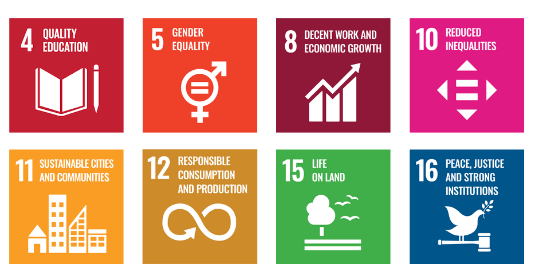 4 QUALITY
EDUCATION
5 GENDER
EQUALITY
8 DECENT WORK AND
ECONOMIC GROWTH
10 REDUCED
INEQUALITIES
11 SUSTAINABLE CITIES
AND COMMUNITIES
12 RESPONSIBLE
CONSUMPTION
AND PRODUCTION
15 LIFE
ON LAND
16 PEACE, JUSTICE
AND STRONG
INSTITUTIONS